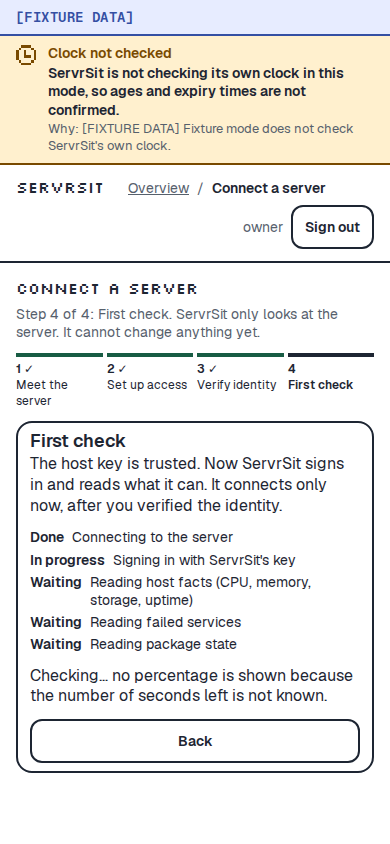 [FIXTURE DATA]
Clock not checked
ServrSit is not checking its own clock in this
mode, so ages and expiry times are not
confirmed.
Why: [FIXTURE DATA] Fixture mode does not check
ServrSit's own clock.
SERVRSIT Overview / Connect a server
owner Sign out
CONNECT A SERVER
Step 4 of 4: First check. ServrSit only looks at the
server. It cannot change anything yet.
1 ✓ 2 ✓ 3 ✓ 4
Meet the Set up access Verify identity First check
server
First check
The host key is trusted. Now ServrSit signs
in and reads what it can. It connects only
now, after you verified the identity.
Done Connecting to the server
In progress Signing in with ServrSit's key
Waiting Reading host facts (CPU, memory,
storage, uptime)
Waiting Reading failed services
Waiting Reading package state
Checking… no percentage is shown because
the number of seconds left is not known.
Back